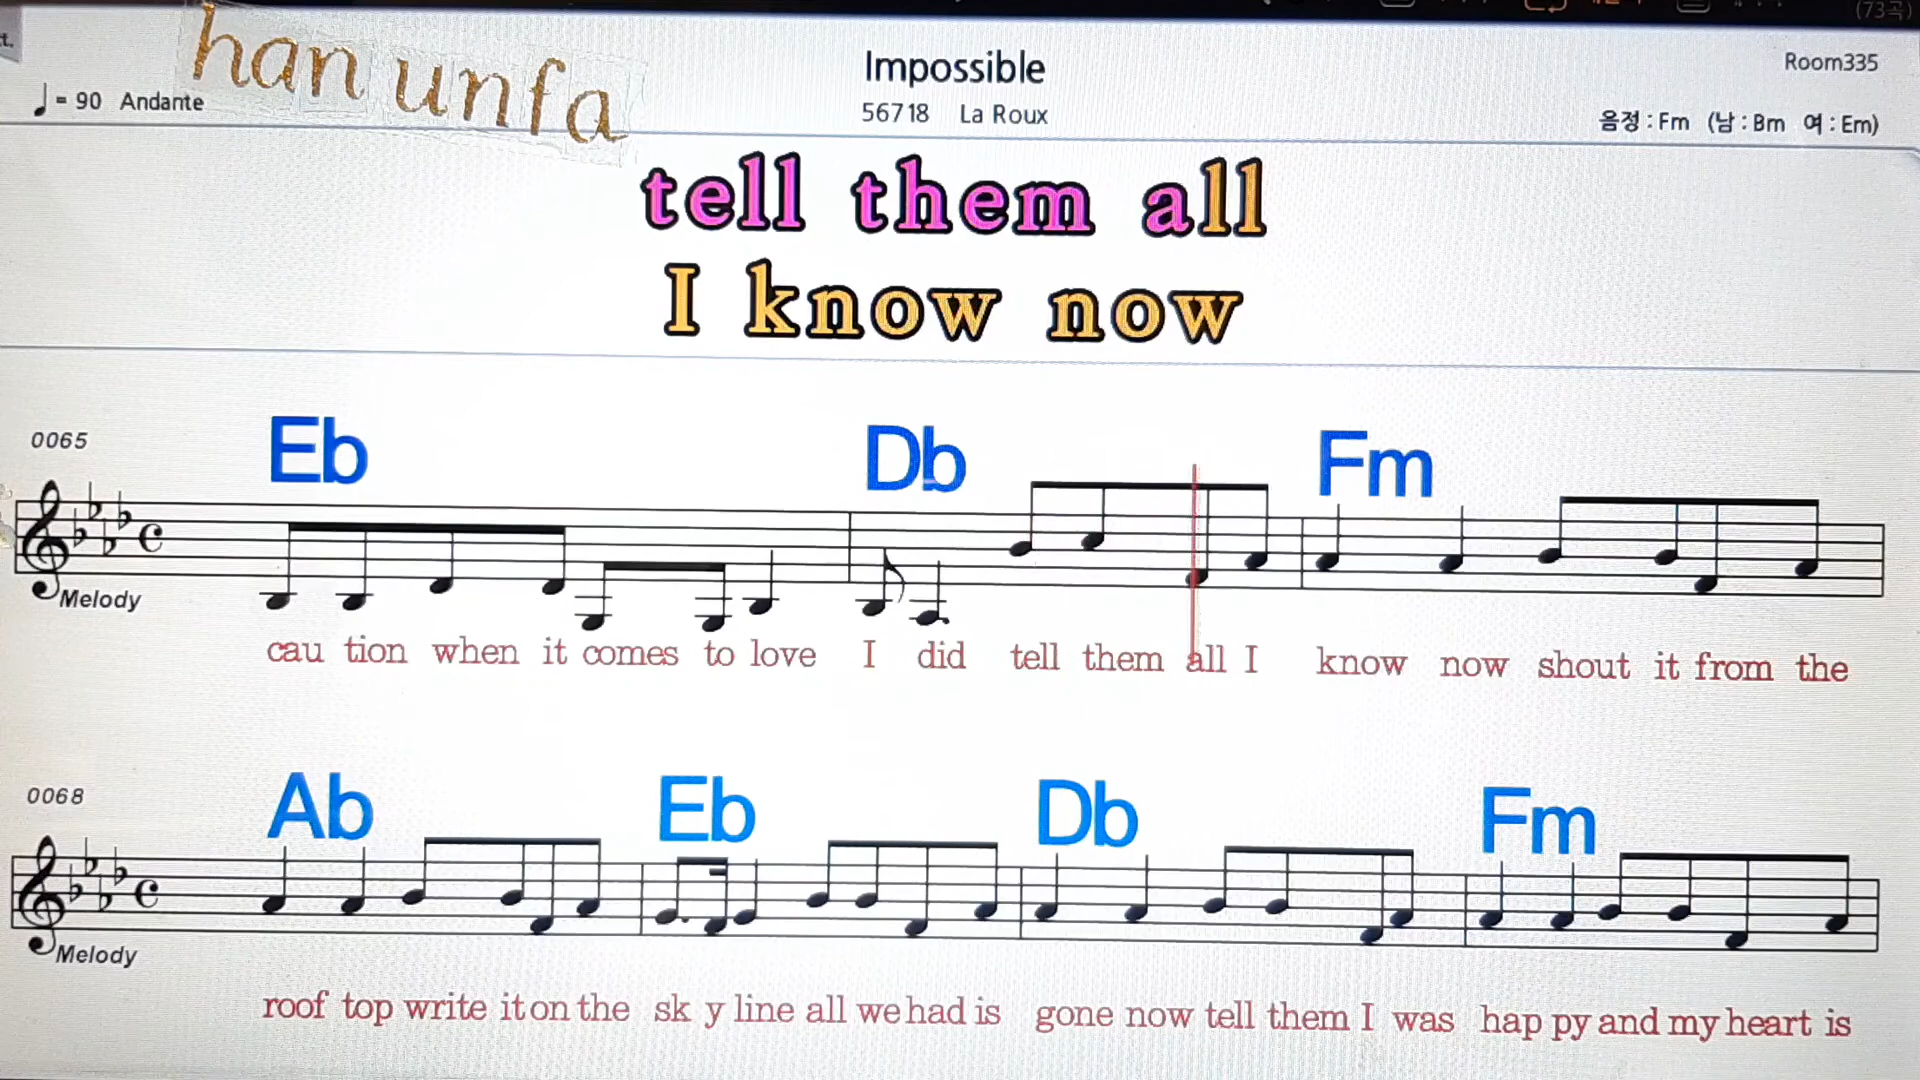 (73곡)
t.
han unfa
Impossible
Room335
= 90 Andante
56718 La Roux
음정 : Fm (남 : Bm 여 : Em)
tell them all
I know now
0065
Eb Db Fm
Melody
cau tion when it comes to love I did tell them all I know now shout it from the
0068
Ab Eb Db Fm
Melody
roof top write it on the sk y line all we had is gone now tell them I was hap py and my heart is